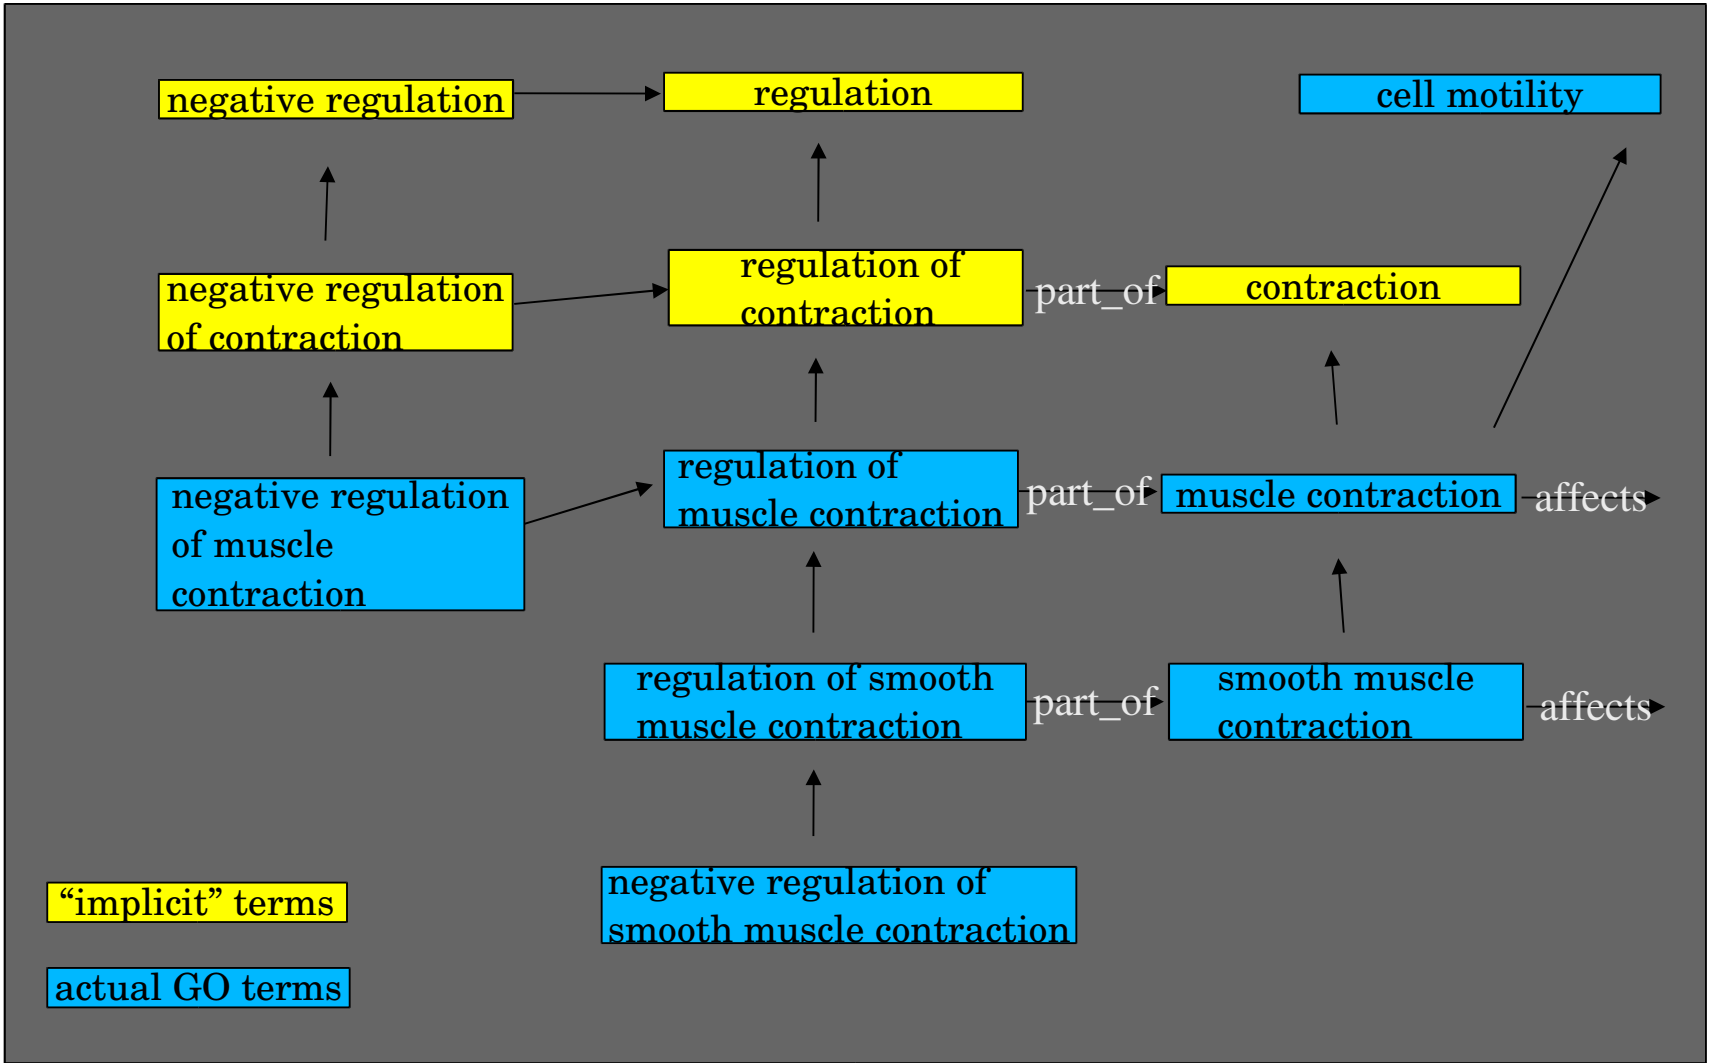 negative regulation
regulation
cell motility
negative regulation
of contraction
regulation of
contraction
part_of
contraction
negative regulation
of muscle
contraction
regulation of
muscle contraction
part_of
muscle contraction
affects
regulation of smooth
muscle contraction
part_of
smooth muscle
contraction
affects
negative regulation of
smooth muscle contraction
“implicit” terms
actual GO terms